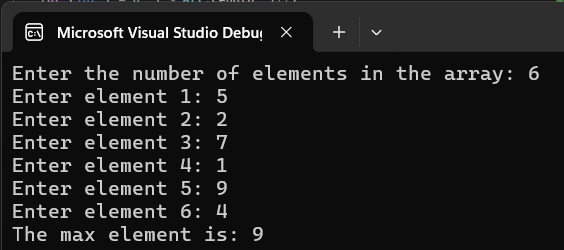 Microsoft Visual Studio Debug
Enter the number of elements in the array: 6
Enter element 1: 5
Enter element 2: 2
Enter element 3: 7
Enter element 4: 1
Enter element 5: 9
Enter element 6: 4
The max element is: 9